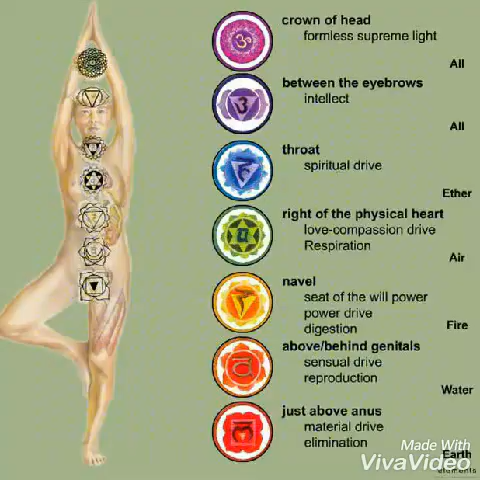 crown of head
formless supreme light
All
between the eyebrows
intellect
All
throat
spiritual drive
Ether
right of the physical heart
love-compassion drive
Respiration
Air
navel
seat of the will power
power drive
digestion
Fire
above/behind genitals
sensual drive
reproduction
Water
just above anus
material drive
elimination
Made With
Earth
VivaVideo
elements